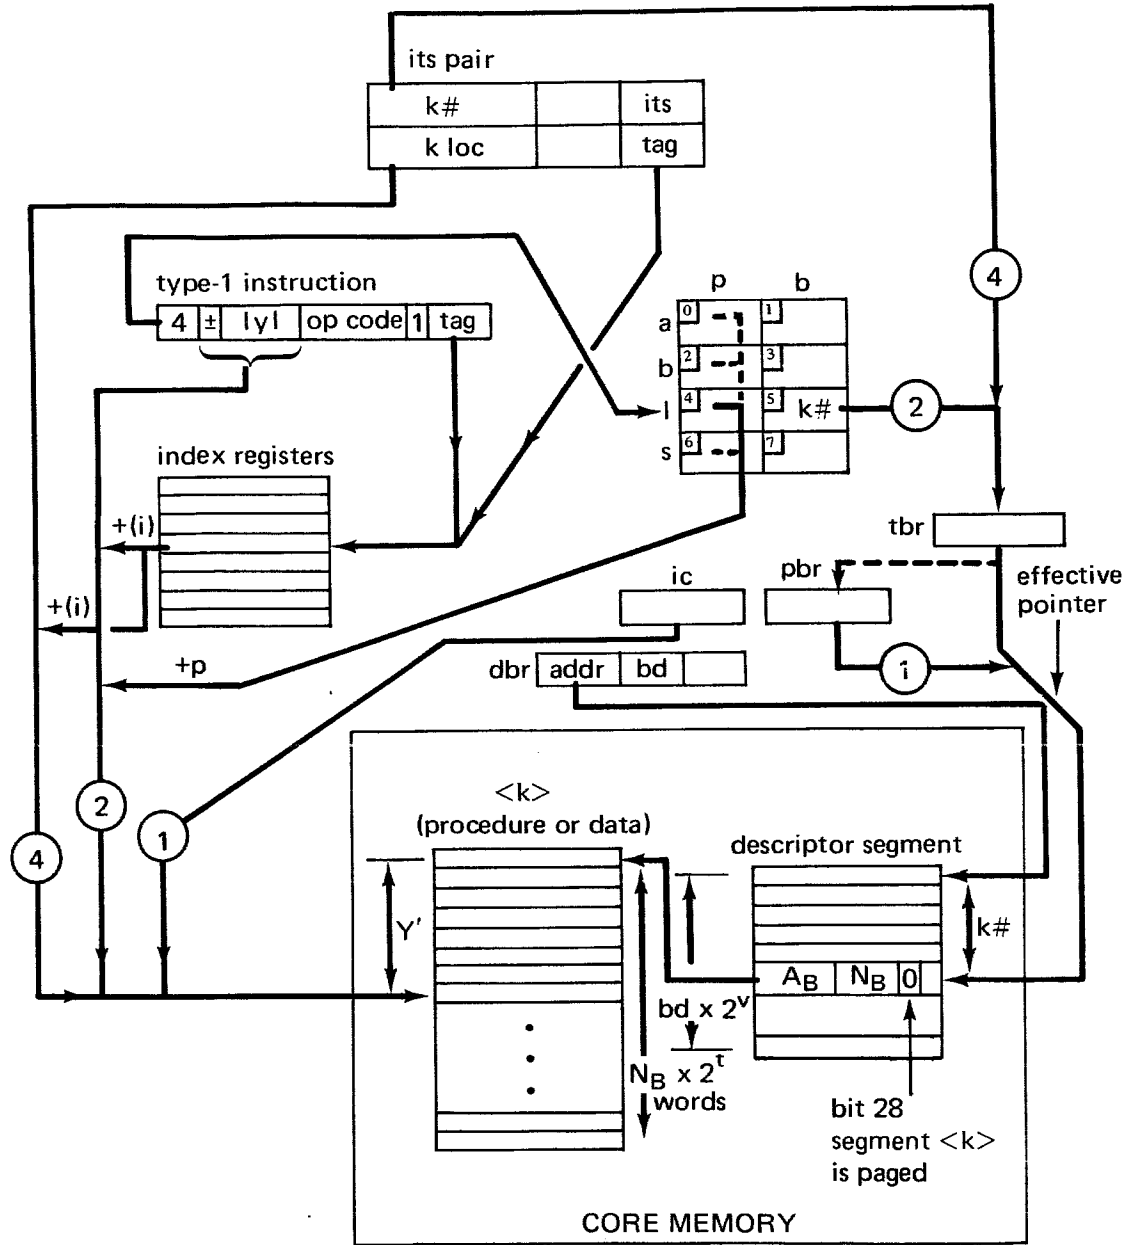 its pair
k# its
k loc tag
4
type-1 instruction
4 ± |y| op code 1 tag
p b
a 0 1
b 2 3
l 4 5 k# 2
s 6 7
index registers
+(i)
+(i)
tbr
pbr
effective
pointer
ic
1
+p
dbr addr bd
2
1
4
<k>
(procedure or data)
descriptor segment
Y'
k#
A_B N_B 0
bd x 2^v
N_B x 2^t
words
bit 28
segment <k>
is paged
CORE MEMORY